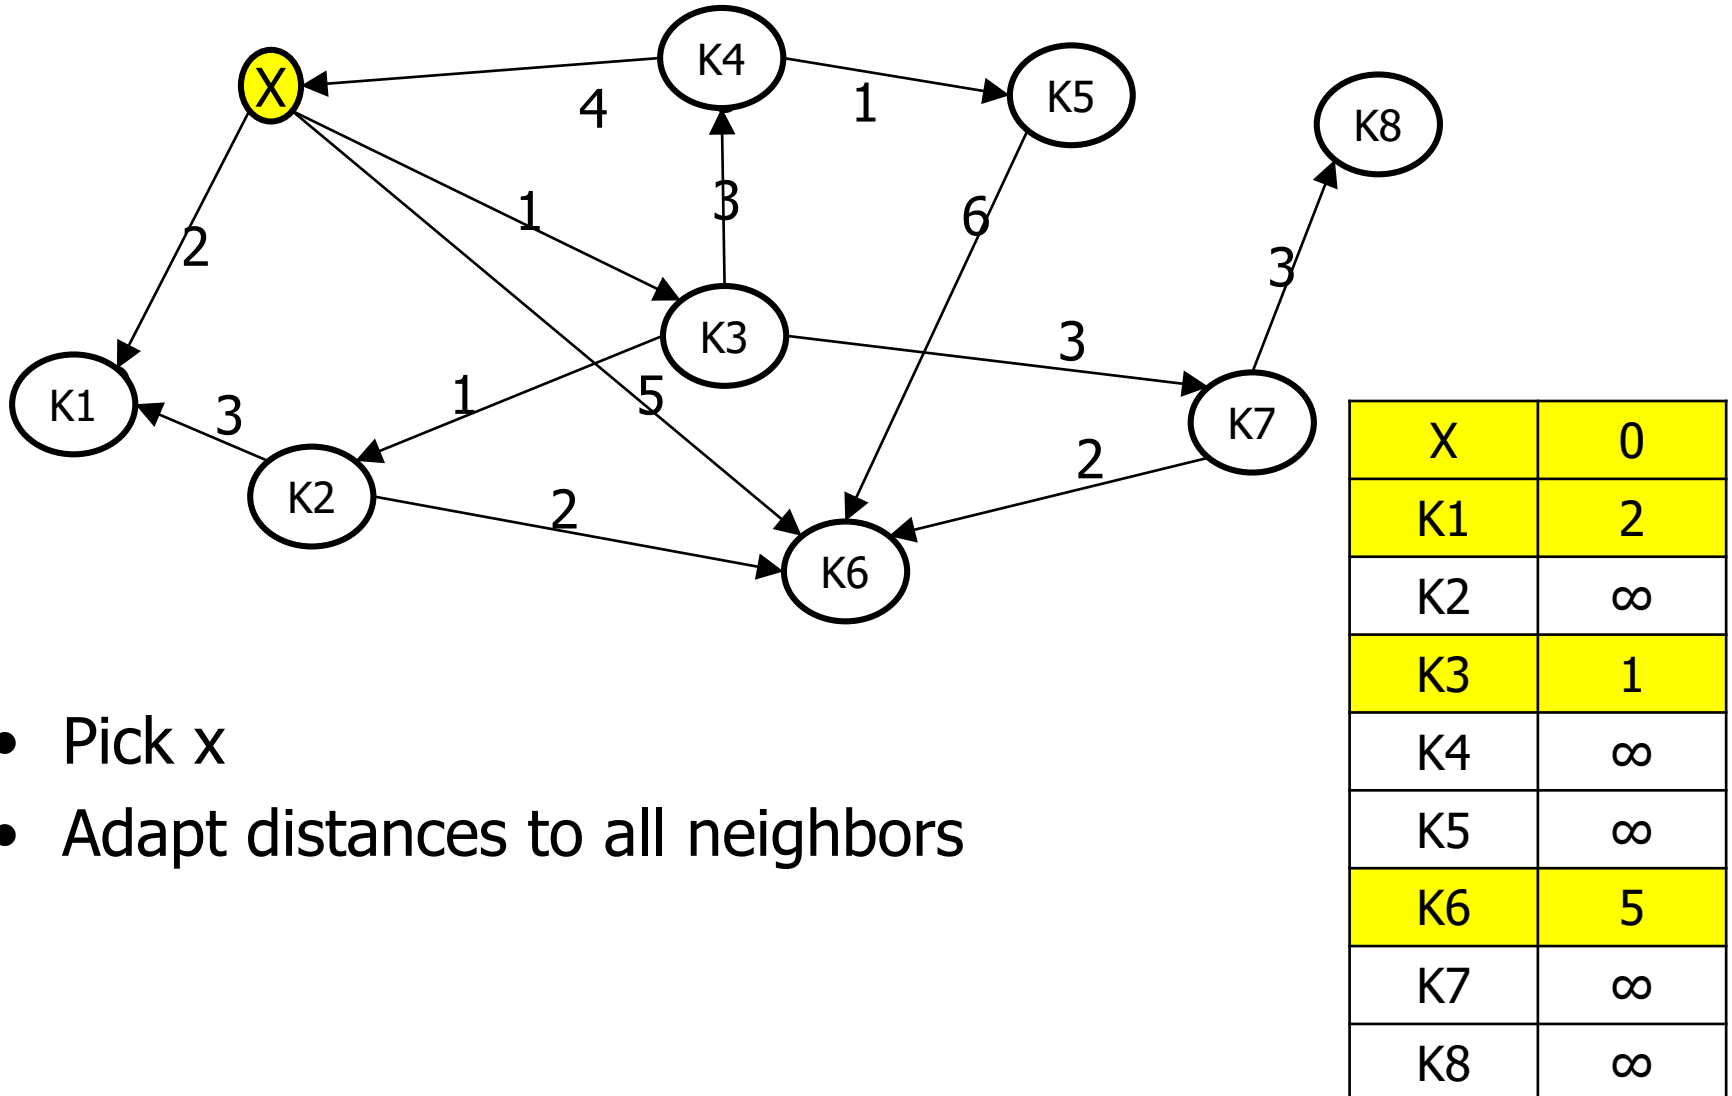 K4
X
K5
K8
4
1
1
3
6
2
3
K3
3
K1
3
1
5
K7
2
K2
2
K6
X 0
K1 2
K2 ∞
K3 1
K4 ∞
K5 ∞
K6 5
K7 ∞
K8 ∞
• Pick x
• Adapt distances to all neighbors